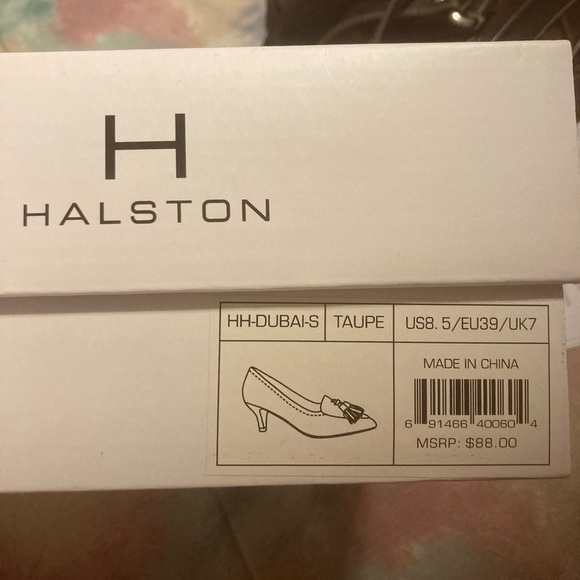 H
HALSTON
HH-DUBAI-S TAUPE US8.5/EU39/UK7
MADE IN CHINA
6 91466 40060 4
MSRP: $88.00